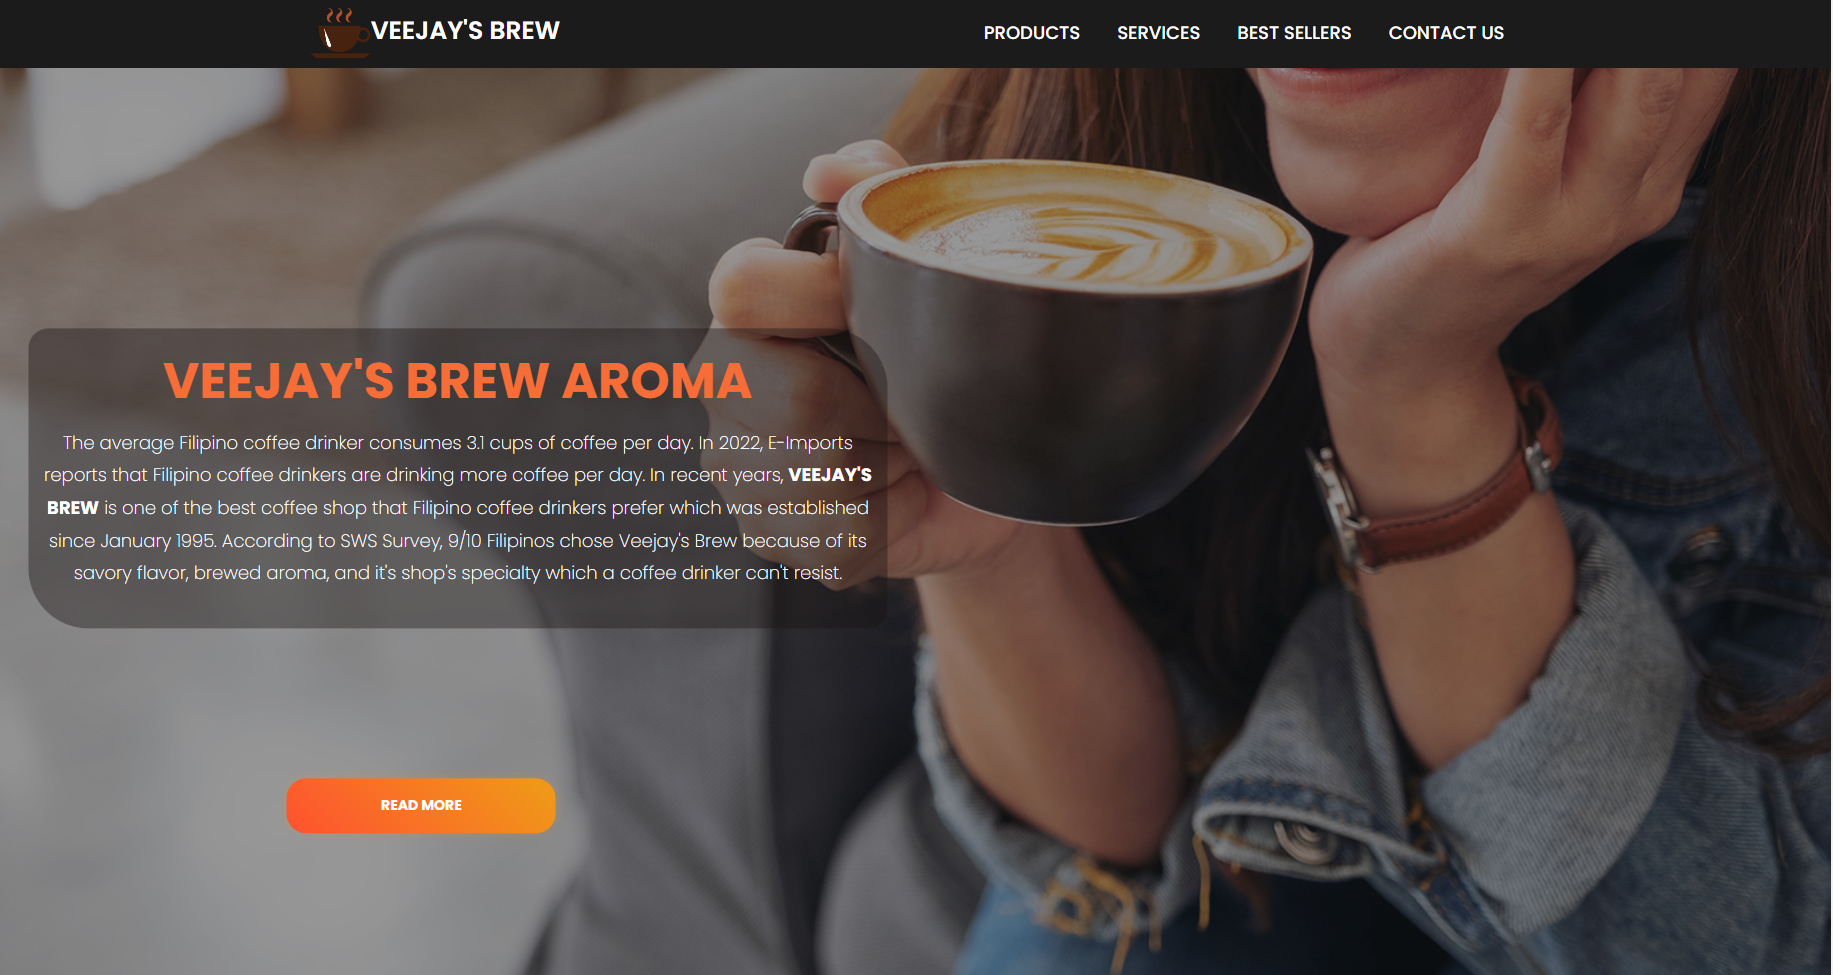 VEEJAY'S BREW
PRODUCTS
SERVICES
BEST SELLERS
CONTACT US
VEEJAY'S BREW AROMA
The average Filipino coffee drinker consumes 3.1 cups of coffee per day. In 2022, E-Imports
reports that Filipino coffee drinkers are drinking more coffee per day. In recent years, VEEJAY'S
BREW is one of the best coffee shop that Filipino coffee drinkers prefer which was established
since January 1995. According to SWS Survey, 9/10 Filipinos chose Veejay's Brew because of its
savory flavor, brewed aroma, and it's shop's specialty which a coffee drinker can't resist.
READ MORE